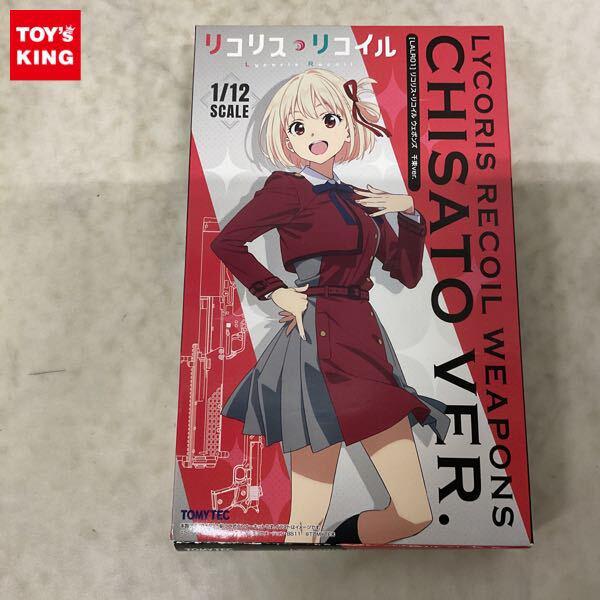 TOY'S
KING
リコリス・リコイル
Lycoris Recoil
1/12
SCALE
[LALR01] リコリス・リコイル ウェポンズ 千束ver.
LYCORIS RECOIL WEAPONS
CHISATO VER.
TOMYTEC
TOMYTEC